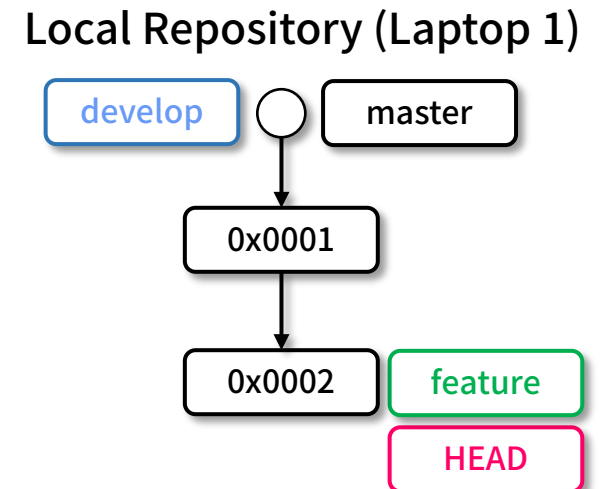 Local Repository (Laptop 1)
develop
master
0x0001
0x0002
feature
HEAD